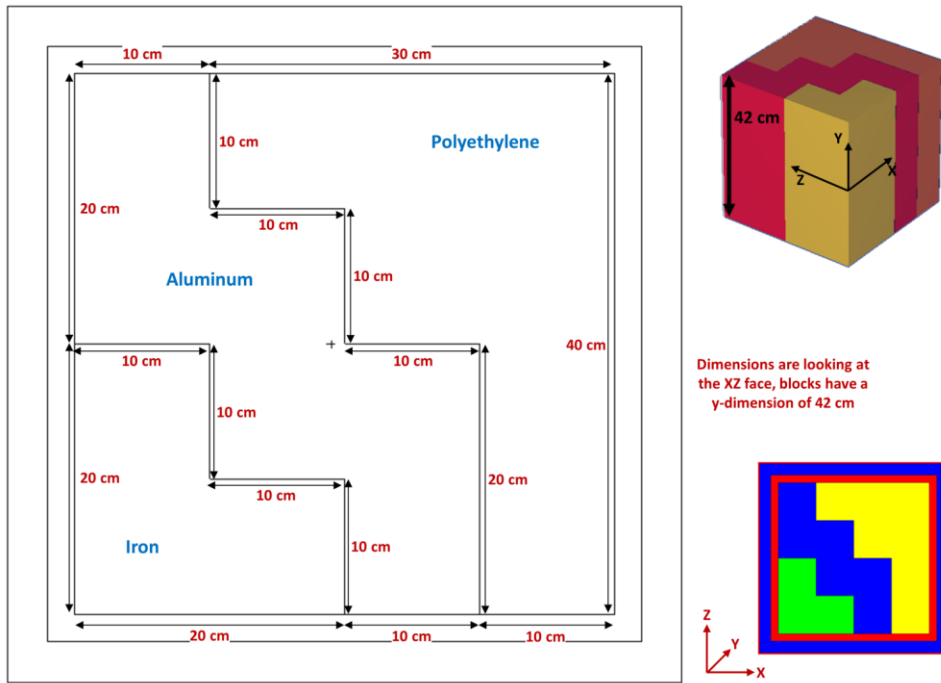 10 cm
30 cm
10 cm
Polyethylene
42 cm
Y
X
Z
20 cm
10 cm
10 cm
Aluminum
10 cm
10 cm
40 cm
Dimensions are looking at
the XZ face, blocks have a
y-dimension of 42 cm
10 cm
20 cm
10 cm
20 cm
Iron
10 cm
Z
Y
X
20 cm
10 cm
10 cm